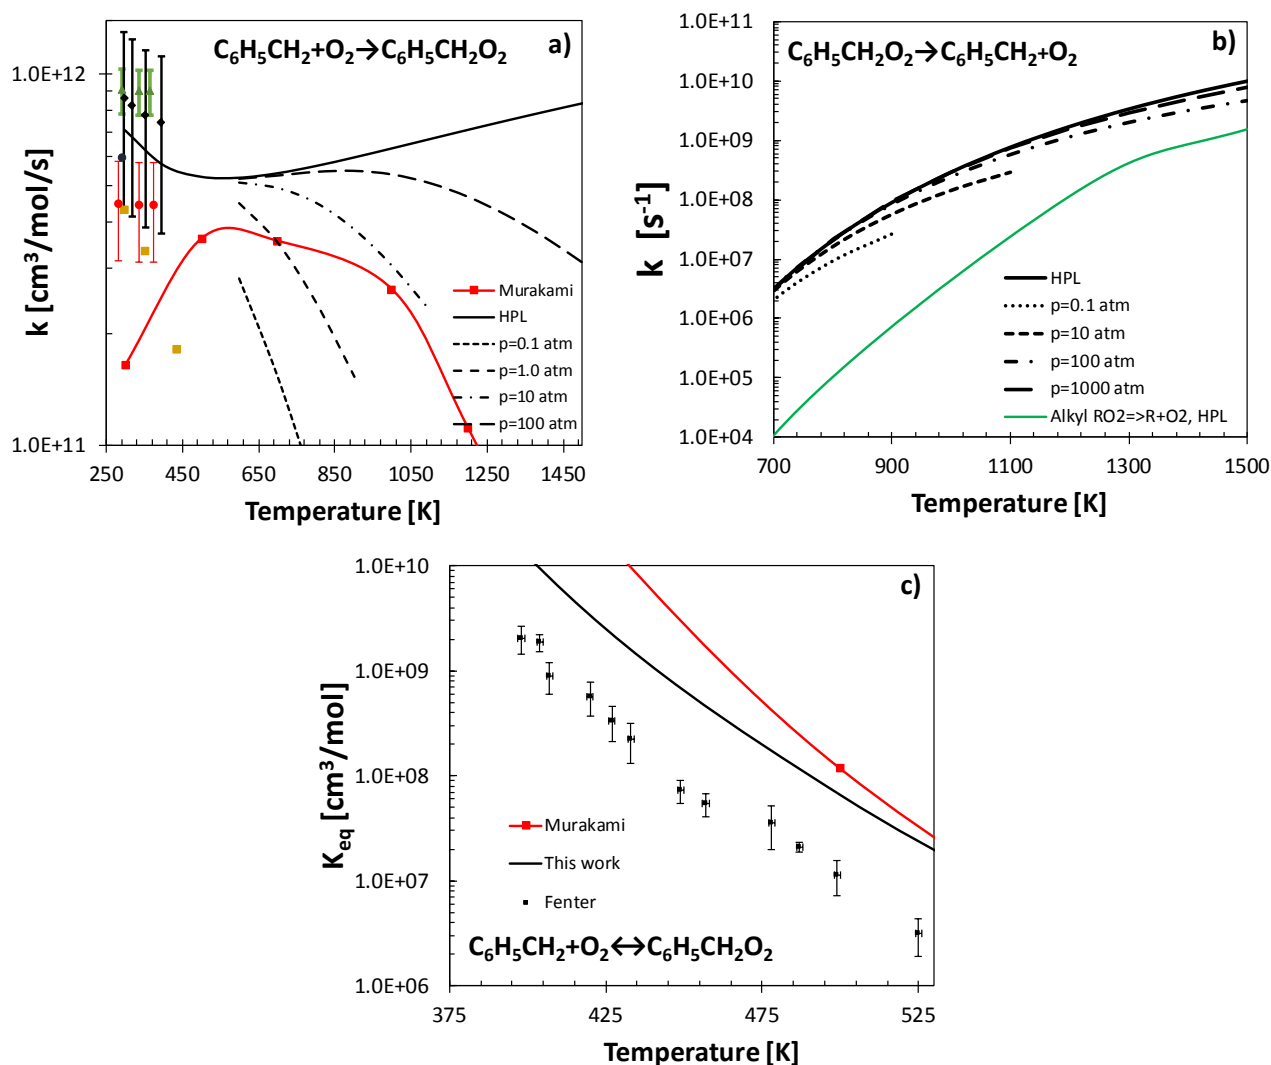 C₆H₅CH₂+O₂→C₆H₅CH₂O₂
a)
1.0E+12
1.0E+11
k [cm³/mol/s]
Murakami
HPL
p=0.1 atm
p=1.0 atm
p=10 atm
p=100 atm
250 450 650 850 1050 1250 1450
Temperature [K]
C₆H₅CH₂O₂→C₆H₅CH₂+O₂
b)
1.0E+11
1.0E+10
1.0E+09
1.0E+08
1.0E+07
1.0E+06
1.0E+05
1.0E+04
k [s⁻¹]
HPL
p=0.1 atm
p=10 atm
p=100 atm
p=1000 atm
Alkyl RO2=>R+O2, HPL
700 900 1100 1300 1500
Temperature [K]
c)
1.0E+10
1.0E+09
1.0E+08
1.0E+07
1.0E+06
Keq [cm³/mol]
Murakami
This work
Fenter
C₆H₅CH₂+O₂↔C₆H₅CH₂O₂
375 425 475 525
Temperature [K]